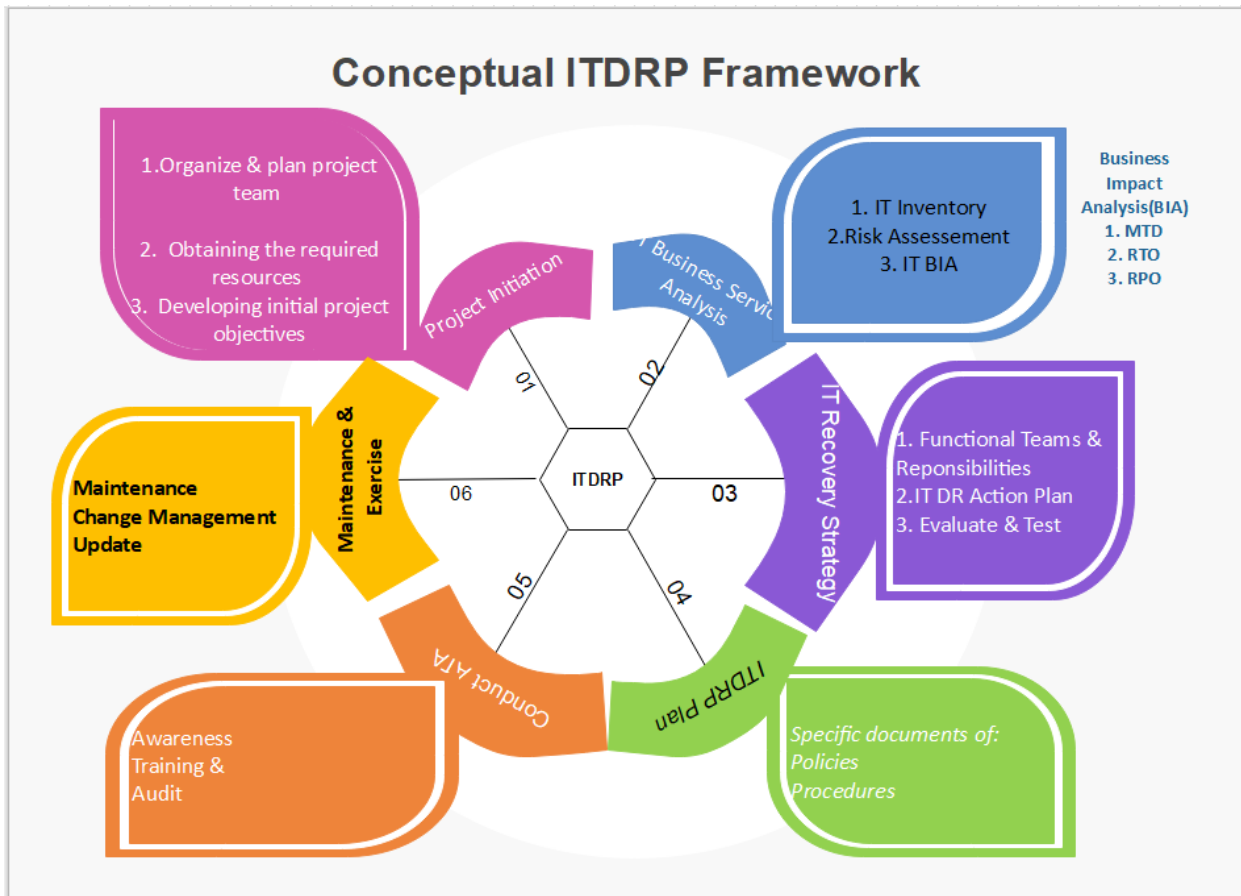 Conceptual ITDRP Framework
1.Organize & plan project
team
2. Obtaining the required
resources
3. Developing initial project
objectives
Project Initiation
01
1. IT Inventory
2.Risk Assessement
3. IT BIA
Business
Impact
Analysis(BIA)
1. MTD
2. RTO
3. RPO
Business
Analysis
02
1. Functional Teams &
Reponsibilities
2.IT DR Action Plan
3. Evaluate & Test
IT Recovery Strategy
03
ITDRP
Specific documents of:
Policies
Procedures
ITDRP Plan
04
Awareness
Training &
Audit
Conduct ATA
05
Maintenance
Change Management
Update
Maintenance &
Exercise
06